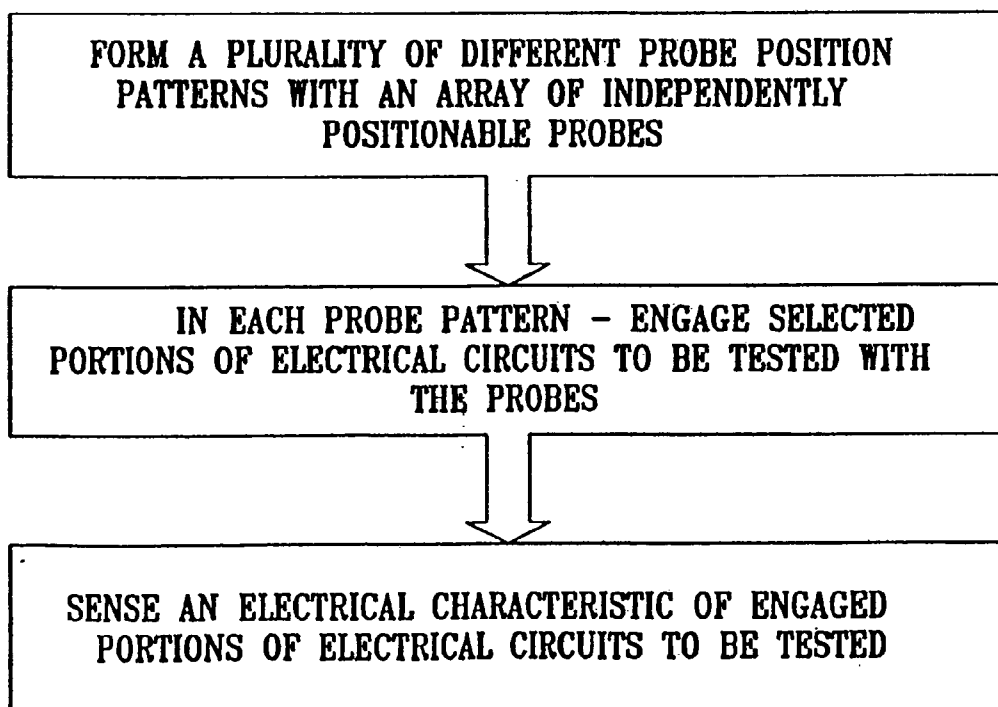 FORM A PLURALITY OF DIFFERENT PROBE POSITION
PATTERNS WITH AN ARRAY OF INDEPENDENTLY
POSITIONABLE PROBES
IN EACH PROBE PATTERN – ENGAGE SELECTED
PORTIONS OF ELECTRICAL CIRCUITS TO BE TESTED WITH
THE PROBES
SENSE AN ELECTRICAL CHARACTERISTIC OF ENGAGED
PORTIONS OF ELECTRICAL CIRCUITS TO BE TESTED